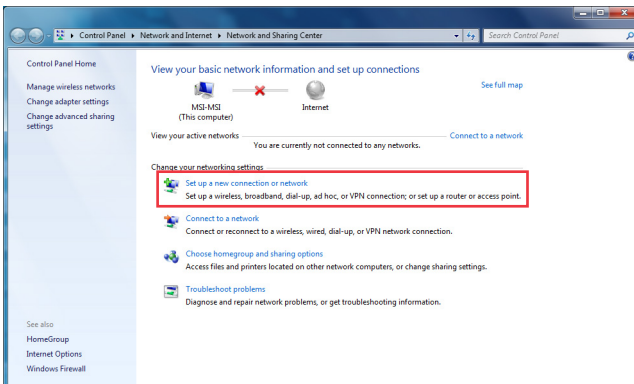 Control Panel ▸ Network and Internet ▸ Network and Sharing Center
Search Control Panel
Control Panel Home
Manage wireless networks
Change adapter settings
Change advanced sharing
settings
See also
HomeGroup
Internet Options
Windows Firewall
View your basic network information and set up connections
See full map
MSI-MSI
(This computer)
Internet
View your active networks
Connect to a network
You are currently not connected to any networks.
Change your networking settings
Set up a new connection or network
Set up a wireless, broadband, dial-up, ad hoc, or VPN connection; or set up a router or access point.
Connect to a network
Connect or reconnect to a wireless, wired, dial-up, or VPN network connection.
Choose homegroup and sharing options
Access files and printers located on other network computers, or change sharing settings.
Troubleshoot problems
Diagnose and repair network problems, or get troubleshooting information.